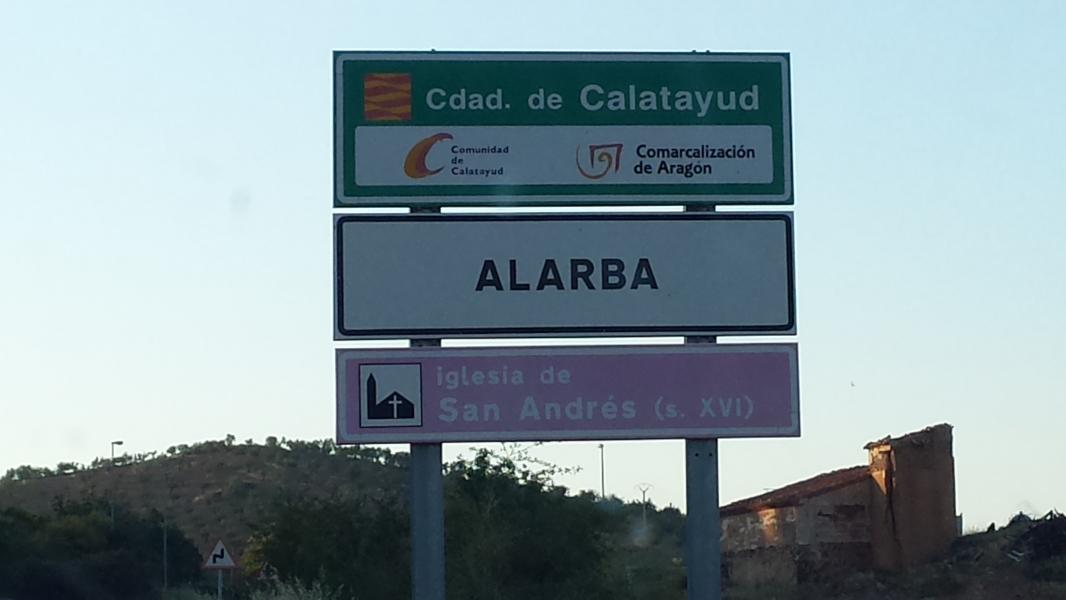 Cdad. de Calatayud
Comunidad
de
Calatayud
Comarcalización
de Aragón
ALARBA
iglesia de
San Andrés (s. XVI)